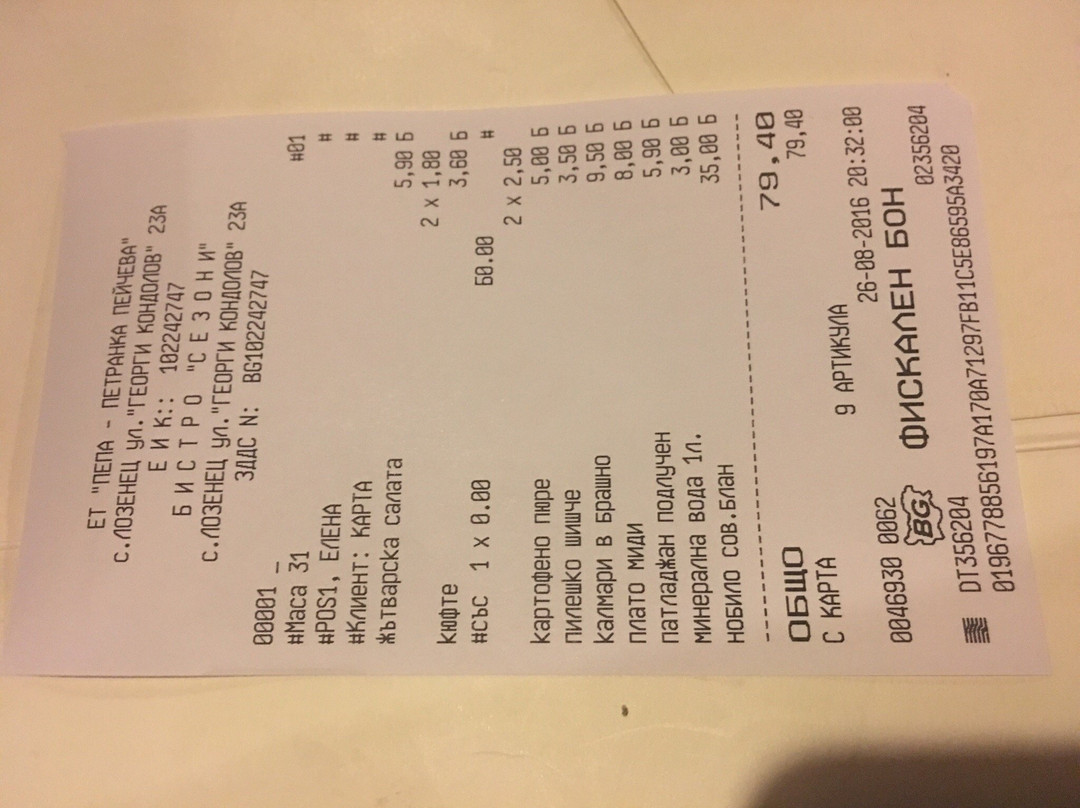 ЕТ "ПЕПА - ПЕТРАНКА ПЕЙЧЕВА"
с.ЛОЗЕНЕЦ ул."ГЕОРГИ КОНДОЛОВ" 23А
Е И К:: 102242747
Б И С Т Р О "С Е З О Н И"
с.ЛОЗЕНЕЦ ул."ГЕОРГИ КОНДОЛОВ" 23А
ЗДДС N: BG102242747
00001 _ #01
#Маса 31 #
#POS1, ЕЛЕНА #
#Клиент: КАРТА #
жътварска салата 5,90 Б
2 x 1,80
кюфте 3,60 Б
#със 1 x 0.00 Б0.00 #
2 x 2,50
картофено пюре 5,00 Б
пилешко шишче 3,50 Б
калмари в брашно 9,50 Б
плато миди 8,00 Б
патладжан подлучен 5,90 Б
минерална вода 1л. 3,00 Б
нобило сов.блан 35,00 Б
ОБЩО 79,40
С КАРТА 79,40
9 АРТИКУЛА
0046930 0062 26-08-2016 20:32:00
BG ФИСКАЛЕН БОН
DT356204 02356204
0196778856197A170A71297FB11C5E86595A3420